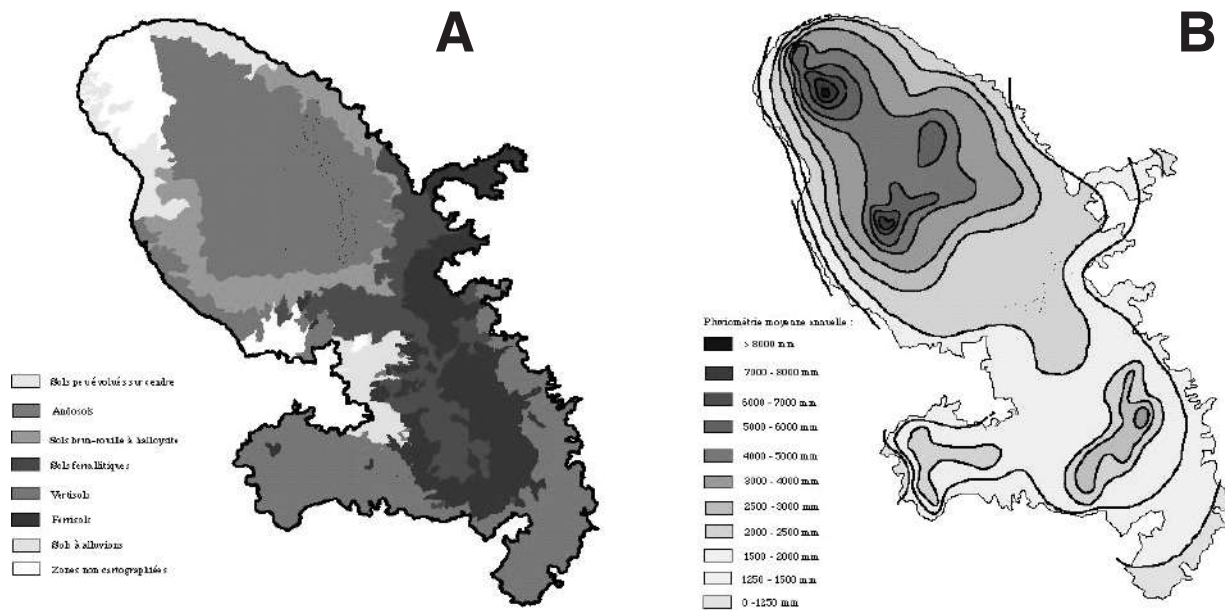 A
B
Sols peu évolués sur cendre
Andosols
Sols brun-rouille à halloysite
Sols ferrallitiques
Vertisols
Ferrisols
Sols à alluvions
Zones non cartographiées
Pluviométrie moyenne annuelle :
> 8000 mm
7000 - 8000 mm
6000 - 7000 mm
5000 - 6000 mm
4000 - 5000 mm
3000 - 4000 mm
2500 - 3000 mm
2000 - 2500 mm
1500 - 2000 mm
1250 - 1500 mm
0 -1250 mm